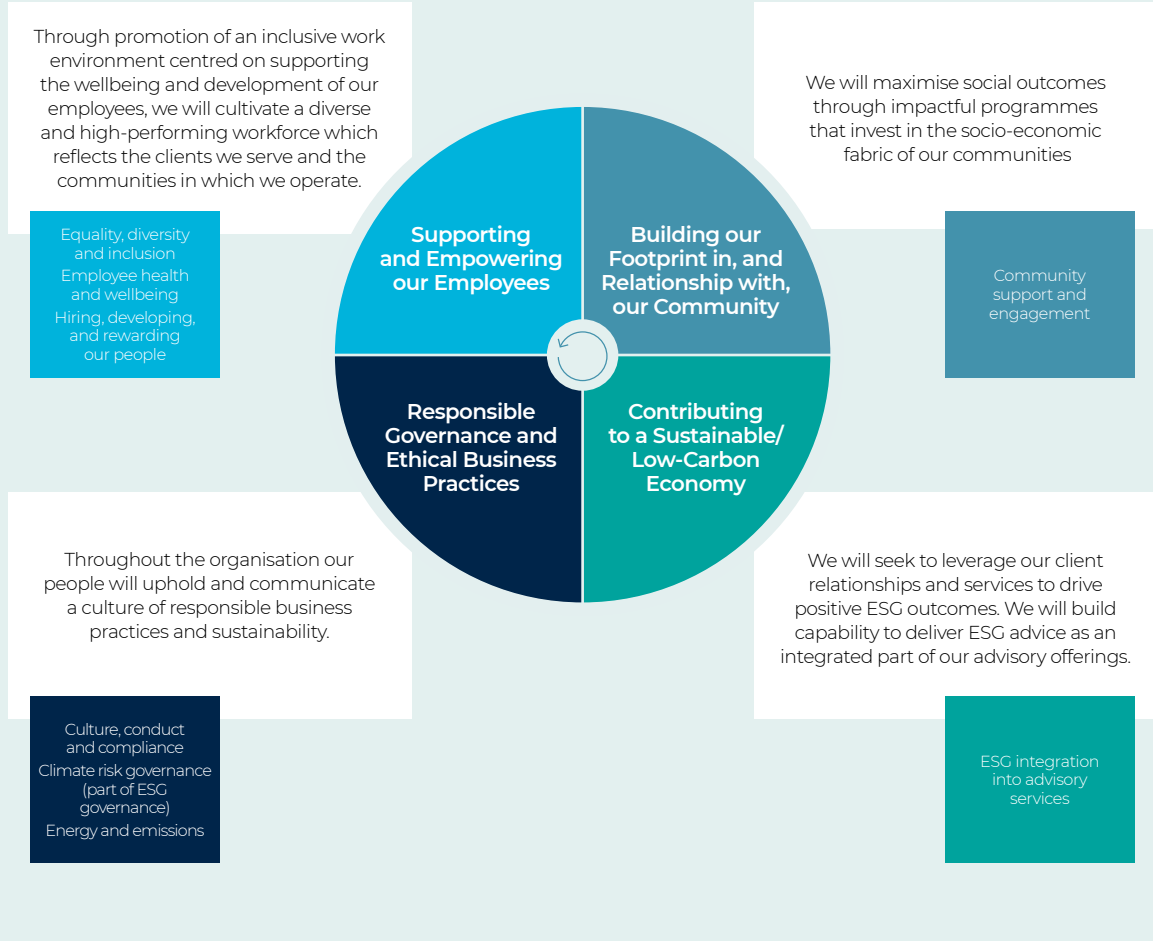 Through promotion of an inclusive work
environment centred on supporting
the wellbeing and development of our
employees, we will cultivate a diverse
and high-performing workforce which
reflects the clients we serve and the
communities in which we operate.
Equality, diversity
and inclusion
Employee health
and wellbeing
Hiring, developing,
and rewarding
our people
Supporting
and Empowering
our Employees
Building our
Footprint in, and
Relationship with,
our Community
We will maximise social outcomes
through impactful programmes
that invest in the socio-economic
fabric of our communities
Community
support and
engagement
Responsible
Governance and
Ethical Business
Practices
Contributing
to a Sustainable/
Low-Carbon
Economy
Throughout the organisation our
people will uphold and communicate
a culture of responsible business
practices and sustainability.
Culture, conduct
and compliance
Climate risk governance
(part of ESG
governance)
Energy and emissions
We will seek to leverage our client
relationships and services to drive
positive ESG outcomes. We will build
capability to deliver ESG advice as an
integrated part of our advisory offerings.
ESG integration
into advisory
services